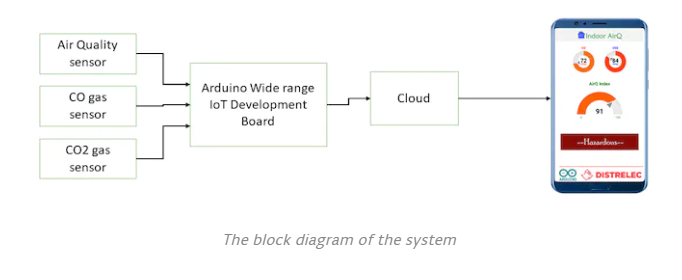 Air Quality
sensor
CO gas
sensor
CO2 gas
sensor
Arduino Wide range
IoT Development
Board
Cloud
Indoor AirQ
72
84
AirQ Index
91
Hazardous
DISTRELEC
The block diagram of the system